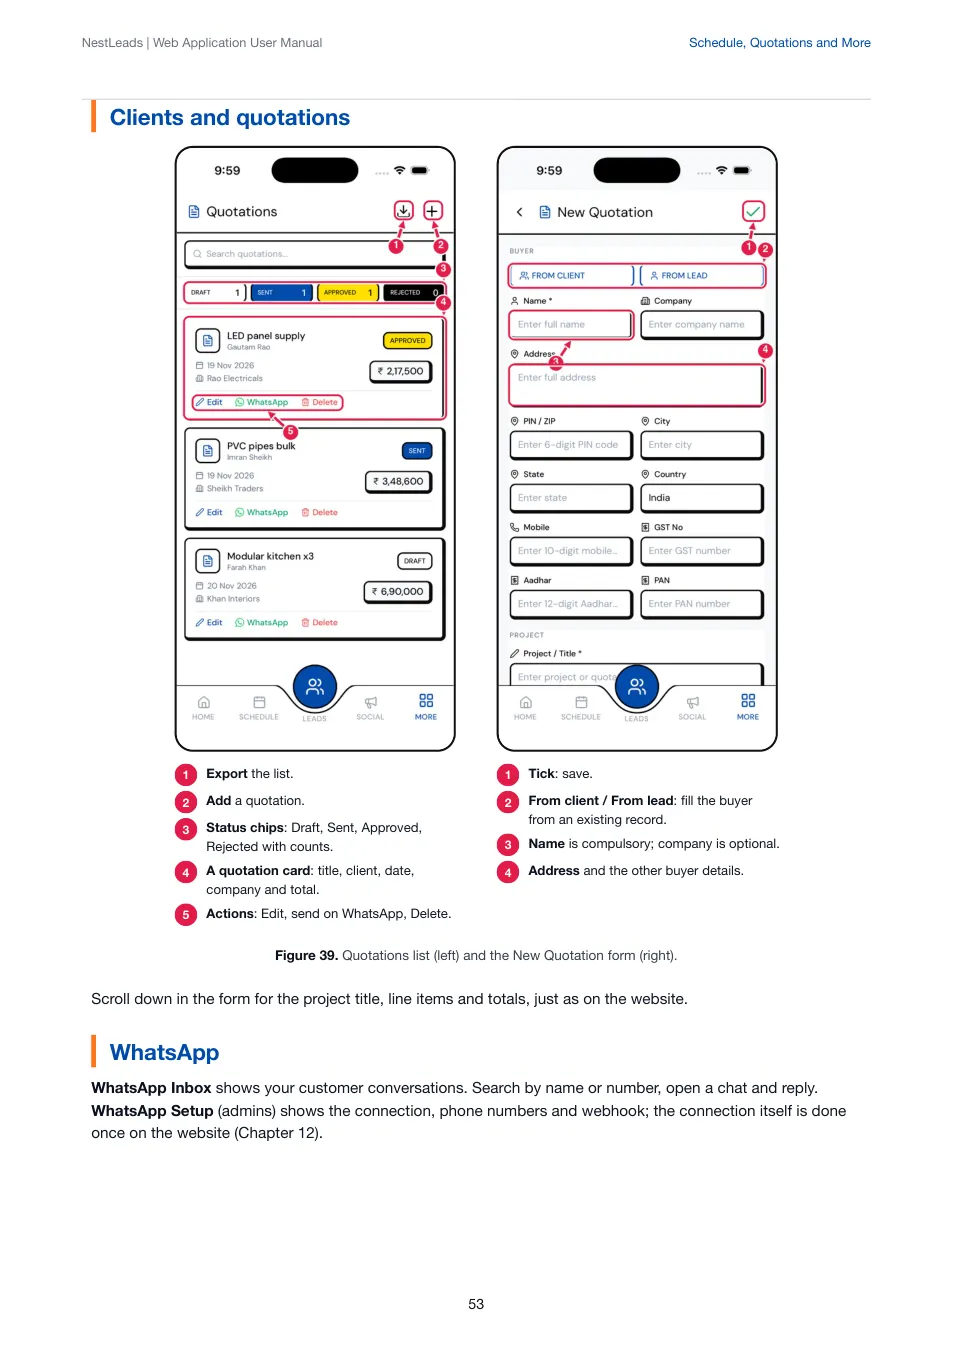 NestLeads | Web Application User Manual
Schedule, Quotations and More
Clients and quotations
9:59
Quotations
1
2
Search quotations...
3
DRAFT 1
SENT 1
APPROVED 1
REJECTED 0
4
LED panel supply
Gautam Rao
APPROVED
19 Nov 2026
Rao Electricals
₹ 2,17,500
Edit
WhatsApp
Delete
5
PVC pipes bulk
Imran Sheikh
SENT
19 Nov 2026
Sheikh Traders
₹ 3,48,600
Edit
WhatsApp
Delete
Modular kitchen x3
Farah Khan
DRAFT
20 Nov 2026
Khan Interiors
₹ 6,90,000
Edit
WhatsApp
Delete
HOME
SCHEDULE
LEADS
SOCIAL
MORE
9:59
New Quotation
1
2
BUYER
FROM CLIENT
FROM LEAD
Name *
Company
Enter full name
Enter company name
3
4
Address
Enter full address
PIN / ZIP
City
Enter 6-digit PIN code
Enter city
State
Country
Enter state
India
Mobile
GST No
Enter 10-digit mobile...
Enter GST number
Aadhar
PAN
Enter 12-digit Aadhar...
Enter PAN number
PROJECT
Project / Title *
Enter project or quota
HOME
SCHEDULE
LEADS
SOCIAL
MORE
1 Export the list.
2 Add a quotation.
3 Status chips: Draft, Sent, Approved,
Rejected with counts.
4 A quotation card: title, client, date,
company and total.
5 Actions: Edit, send on WhatsApp, Delete.
1 Tick: save.
2 From client / From lead: fill the buyer
from an existing record.
3 Name is compulsory; company is optional.
4 Address and the other buyer details.
Figure 39. Quotations list (left) and the New Quotation form (right).
Scroll down in the form for the project title, line items and totals, just as on the website.
WhatsApp
WhatsApp Inbox shows your customer conversations. Search by name or number, open a chat and reply.
WhatsApp Setup (admins) shows the connection, phone numbers and webhook; the connection itself is done
once on the website (Chapter 12).
53